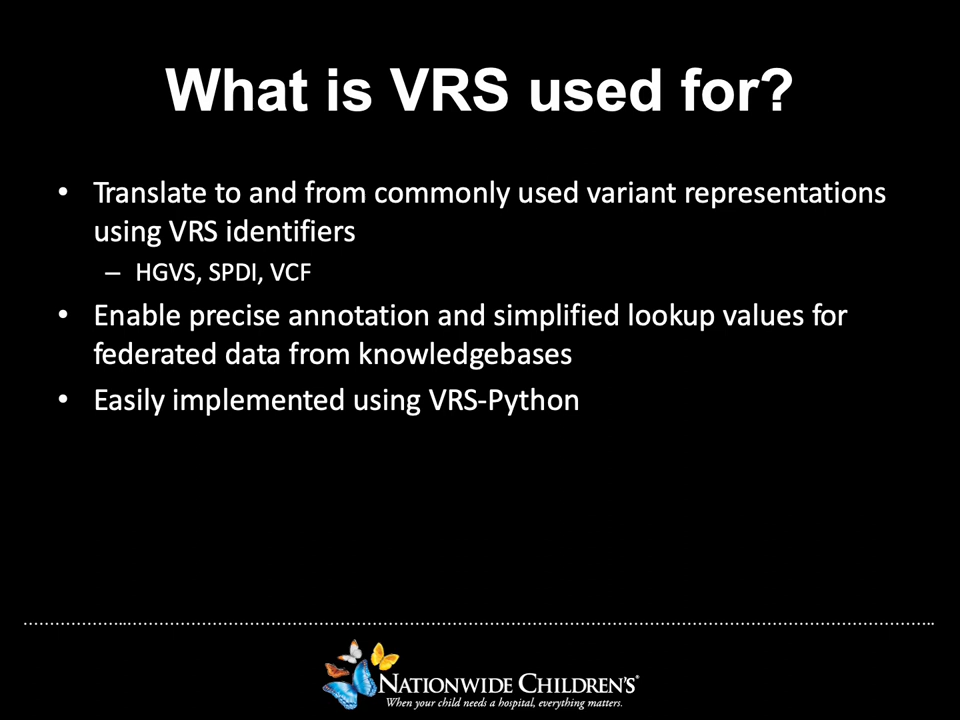 What is VRS used for?
• Translate to and from commonly used variant representations
using VRS identifiers
– HGVS, SPDI, VCF
• Enable precise annotation and simplified lookup values for
federated data from knowledgebases
• Easily implemented using VRS-Python
NATIONWIDE CHILDREN'S®
When your child needs a hospital, everything matters.